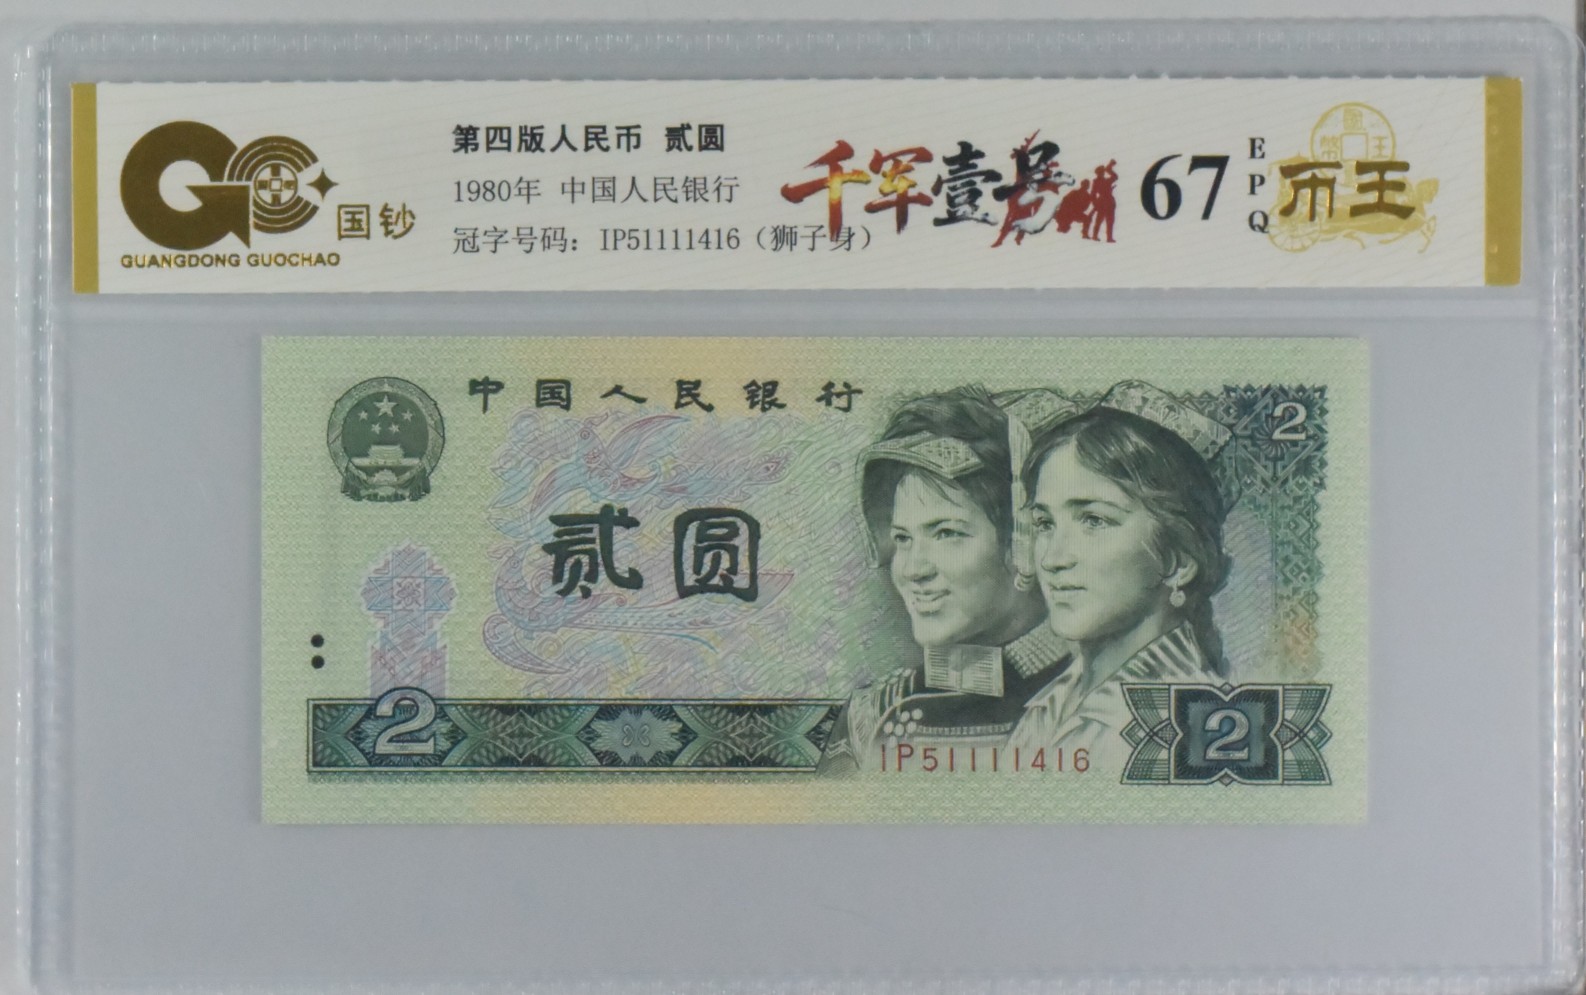 第四版人民币 贰圆
1980年 中国人民银行
冠字号码：IP51111416（狮子身）
国钞
GUANGDONG GUOCHAO
千军壹号
67
EPQ
币王
中国人民银行
2
贰圆
2
IP51111416
2